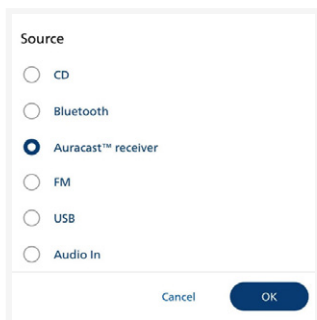 Source
CD
Bluetooth
Auracast™ receiver
FM
USB
Audio In
Cancel OK